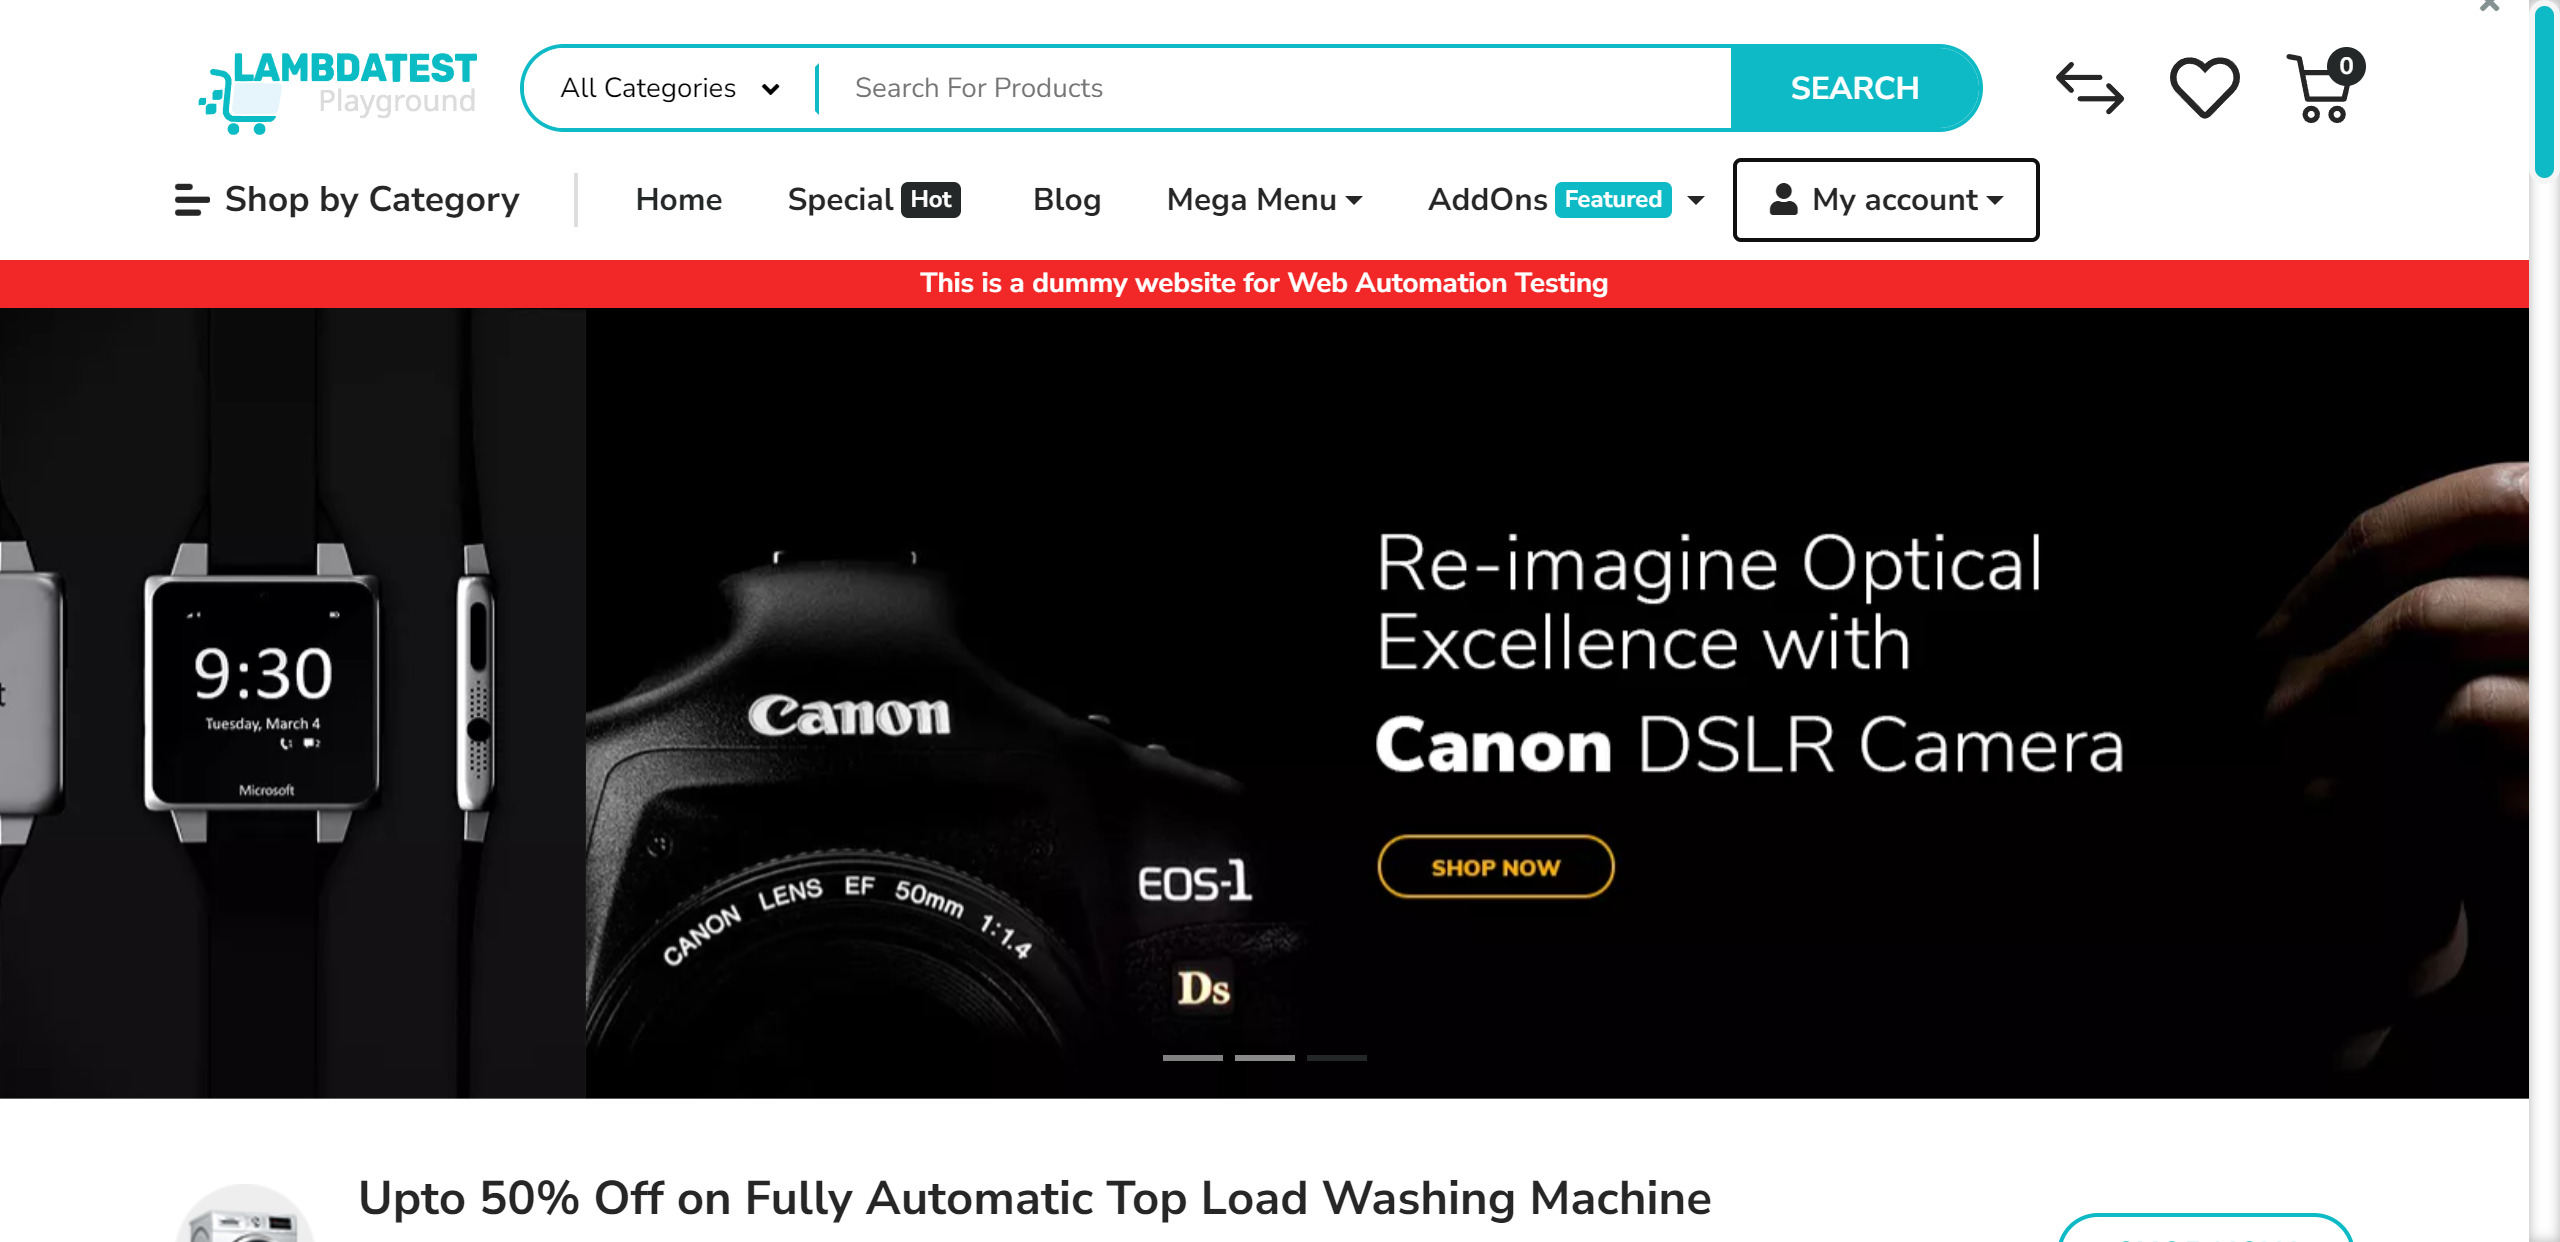 LAMBDATEST
Playground
All Categories
Search For Products
SEARCH
0
Shop by Category
Home
Special Hot
Blog
Mega Menu
AddOns Featured
My account
This is a dummy website for Web Automation Testing
9:30
Tuesday, March 4
Microsoft
Canon
CANON LENS EF 50mm 1:1.4
EOS-1
Ds
Re-imagine Optical
Excellence with
Canon DSLR Camera
SHOP NOW
Upto 50% Off on Fully Automatic Top Load Washing Machine